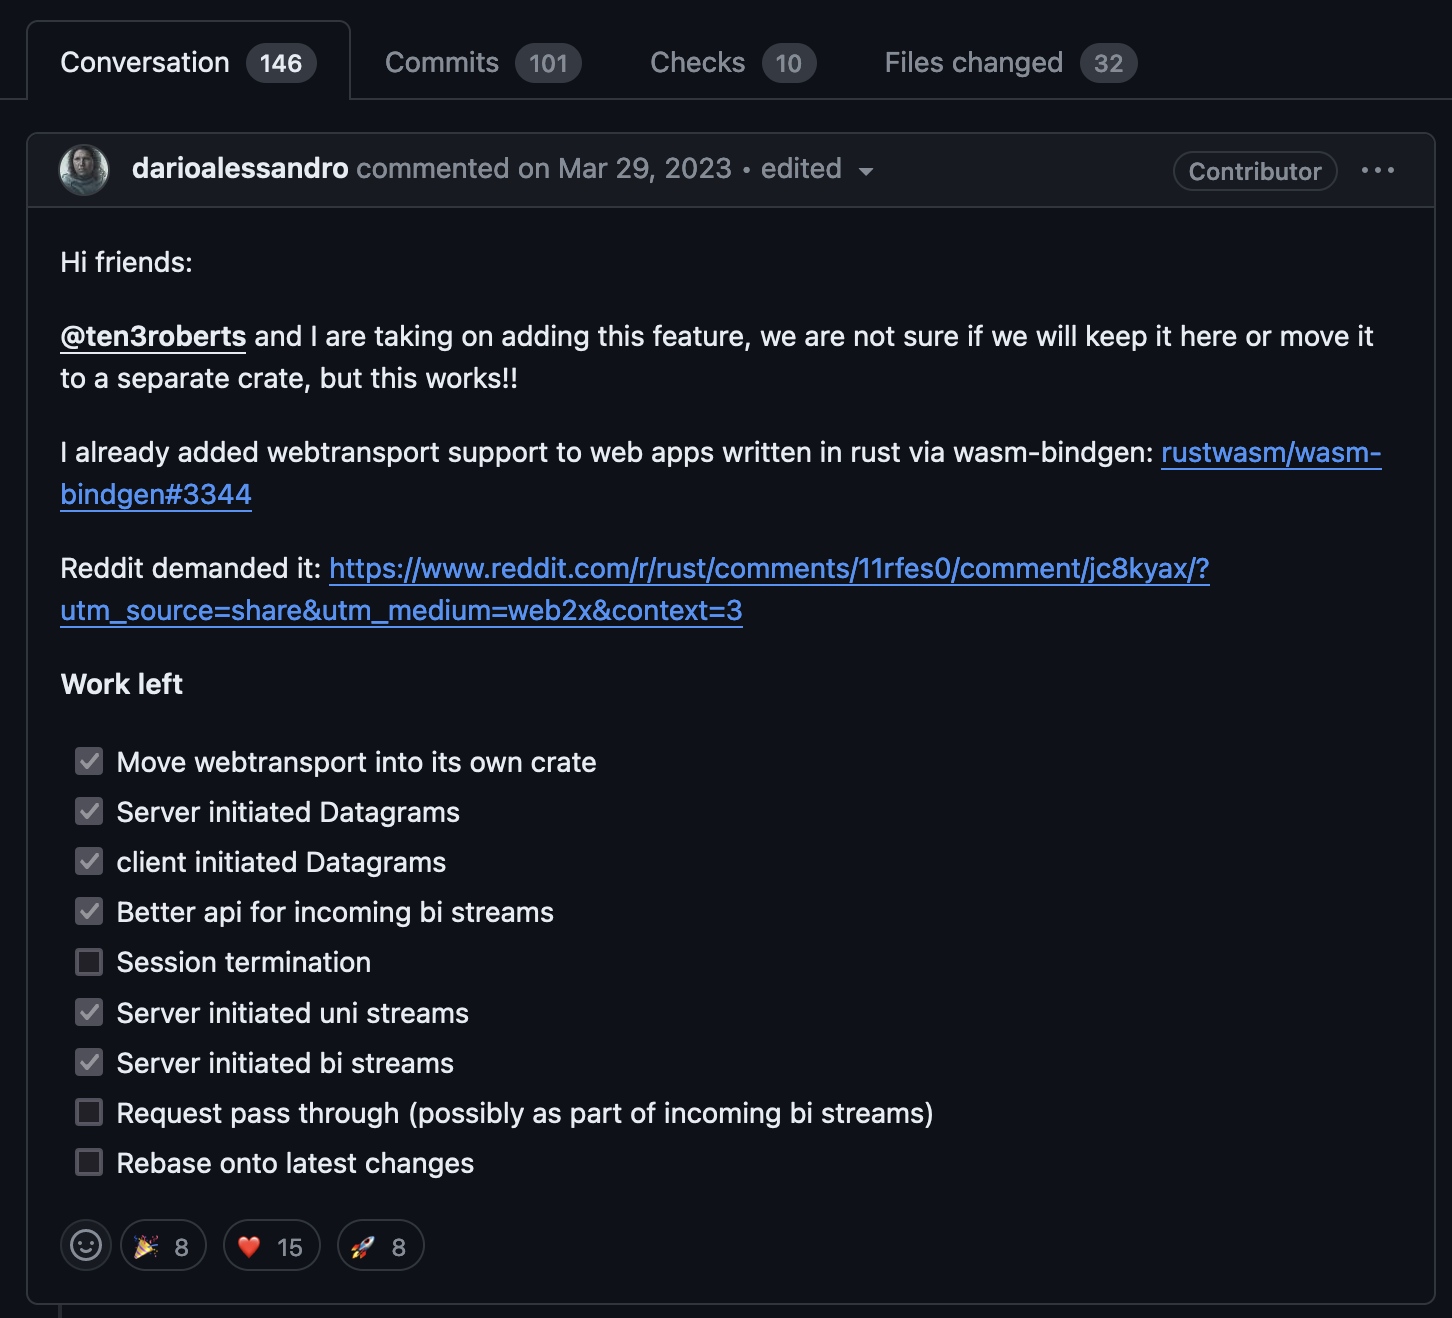 Conversation 146 Commits 101 Checks 10 Files changed 32
darioalessandro commented on Mar 29, 2023 • edited Contributor
Hi friends:
@ten3roberts and I are taking on adding this feature, we are not sure if we will keep it here or move it
to a separate crate, but this works!!
I already added webtransport support to web apps written in rust via wasm-bindgen: rustwasm/wasm-
bindgen#3344
Reddit demanded it: https://www.reddit.com/r/rust/comments/11rfes0/comment/jc8kyax/?
utm_source=share&utm_medium=web2x&context=3
Work left
Move webtransport into its own crate
Server initiated Datagrams
client initiated Datagrams
Better api for incoming bi streams
Session termination
Server initiated uni streams
Server initiated bi streams
Request pass through (possibly as part of incoming bi streams)
Rebase onto latest changes
8 15 8